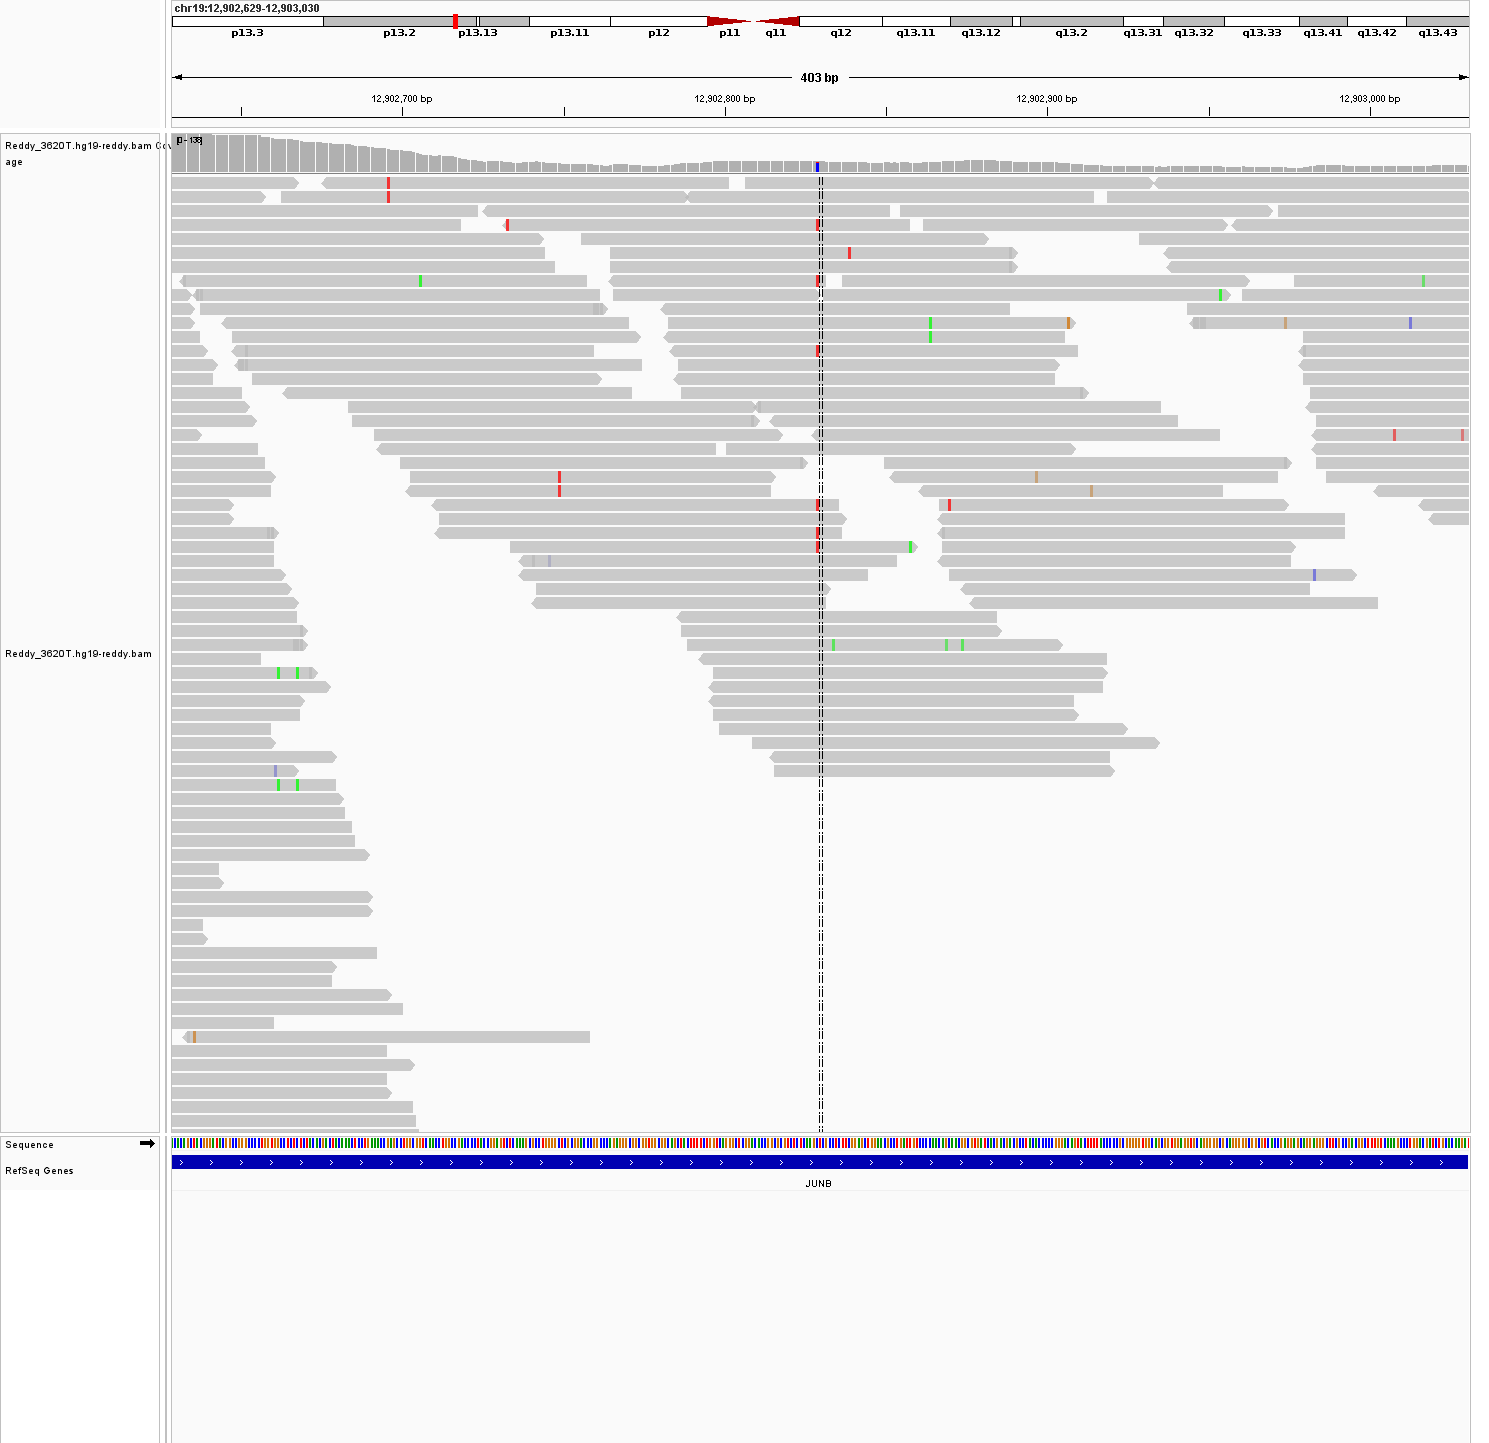 chr19:12,902,629-12,903,030
p13.3 p13.2 p13.13 p13.11 p12 p11 q11 q12 q13.11 q13.12 q13.2 q13.31 q13.32 q13.33 q13.41 q13.42 q13.43
403 bp
12,902,700 bp 12,902,800 bp 12,902,900 bp 12,903,000 bp
[0 - 138]
Reddy_3620T.hg19-reddy.bam Cov
age
Reddy_3620T.hg19-reddy.bam
Sequence
RefSeq Genes
JUNB